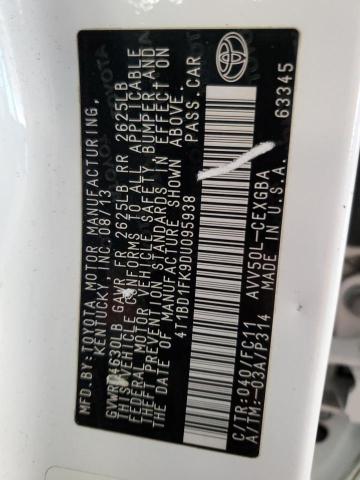 MFD.BY: TOYOTA MOTOR MANUFACTURING,
KENTUCKY, INC. 08/13
GVWR 04630LB GAWR FR 2625LB RR 2625LB
THIS VEHICLE CONFORMS TO ALL APPLICABLE
FEDERAL MOTOR VEHICLE SAFETY, BUMPER, AND
THEFT PREVENTION STANDARDS IN EFFECT ON
THE DATE OF MANUFACTURE SHOWN ABOVE.
4T1BD1FK9DU095938 PASS.CAR
C/TR: 040/FC11 AVV50L-CEXGBA
A/TM: -03A/P314 MADE IN U.S.A.
63345
TOYOTA